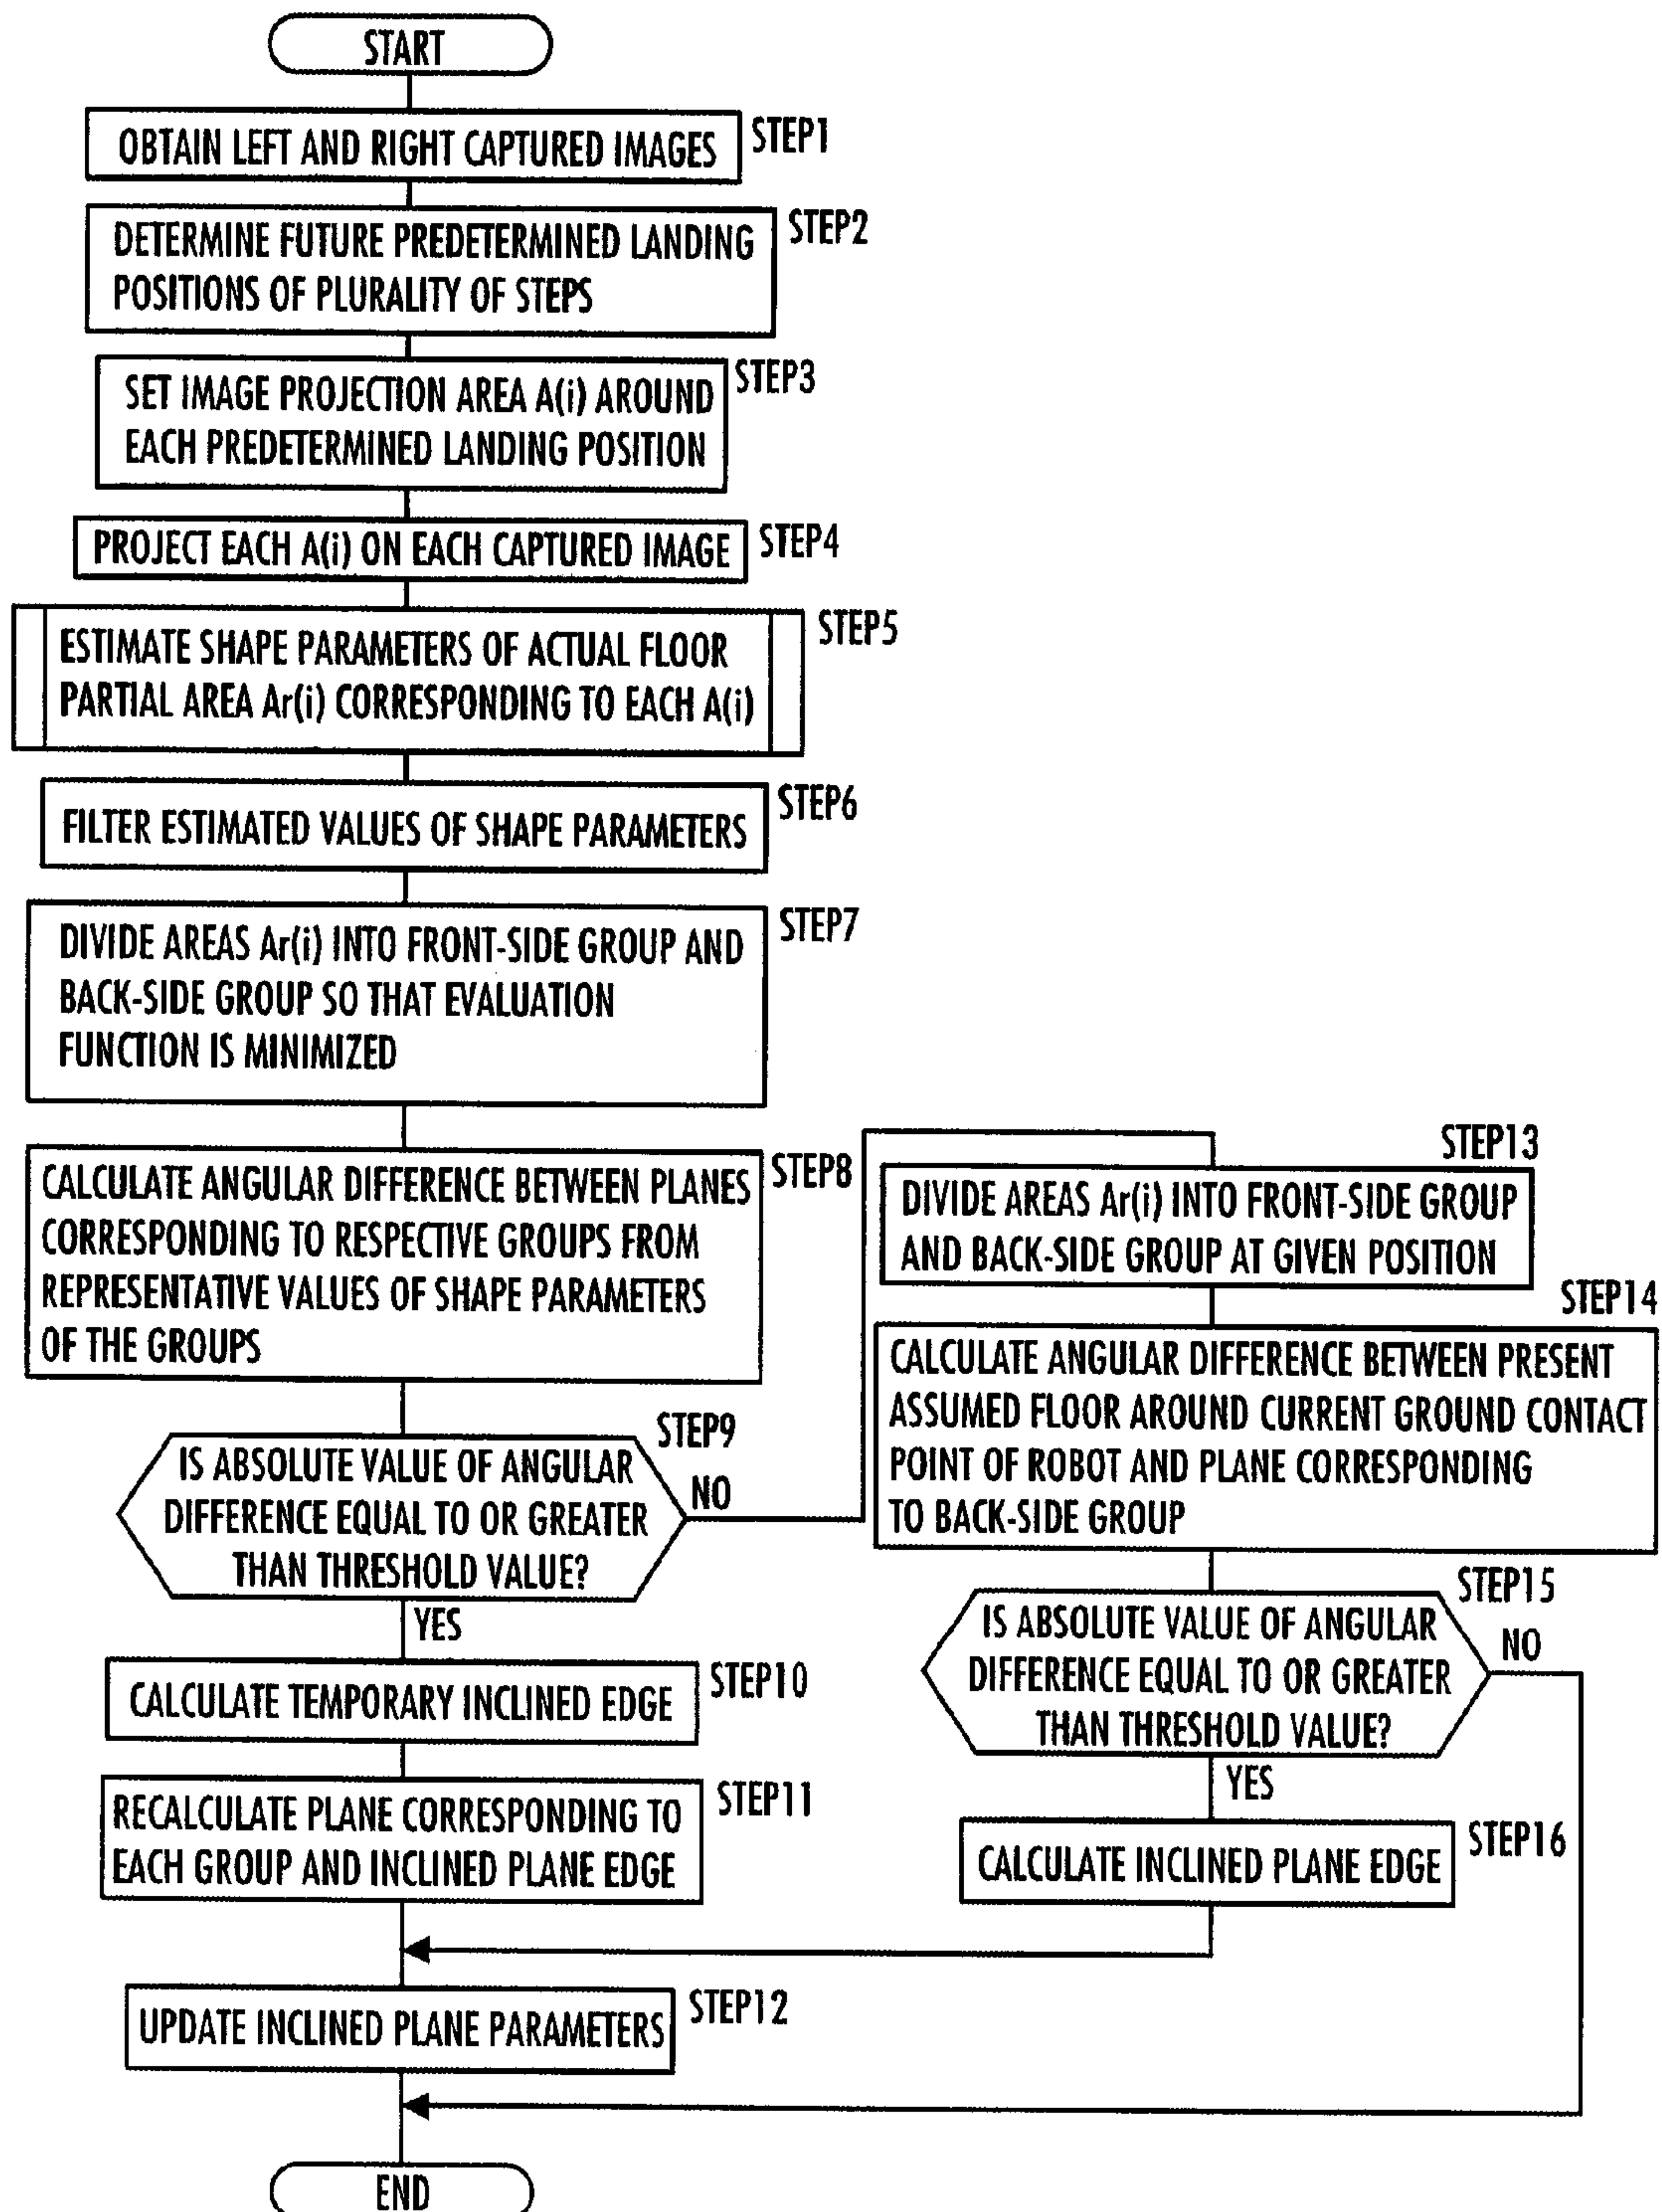 START
OBTAIN LEFT AND RIGHT CAPTURED IMAGES
STEP1
DETERMINE FUTURE PREDETERMINED LANDING
POSITIONS OF PLURALITY OF STEPS
STEP2
SET IMAGE PROJECTION AREA A(i) AROUND
EACH PREDETERMINED LANDING POSITION
STEP3
PROJECT EACH A(i) ON EACH CAPTURED IMAGE
STEP4
ESTIMATE SHAPE PARAMETERS OF ACTUAL FLOOR
PARTIAL AREA Ar(i) CORRESPONDING TO EACH A(i)
STEP5
FILTER ESTIMATED VALUES OF SHAPE PARAMETERS
STEP6
DIVIDE AREAS Ar(i) INTO FRONT-SIDE GROUP AND
BACK-SIDE GROUP SO THAT EVALUATION
FUNCTION IS MINIMIZED
STEP7
CALCULATE ANGULAR DIFFERENCE BETWEEN PLANES
CORRESPONDING TO RESPECTIVE GROUPS FROM
REPRESENTATIVE VALUES OF SHAPE PARAMETERS
OF THE GROUPS
STEP8
IS ABSOLUTE VALUE OF ANGULAR
DIFFERENCE EQUAL TO OR GREATER
THAN THRESHOLD VALUE?
STEP9
NO
YES
CALCULATE TEMPORARY INCLINED EDGE
STEP10
RECALCULATE PLANE CORRESPONDING TO
EACH GROUP AND INCLINED PLANE EDGE
STEP11
UPDATE INCLINED PLANE PARAMETERS
STEP12
STEP13
DIVIDE AREAS Ar(i) INTO FRONT-SIDE GROUP
AND BACK-SIDE GROUP AT GIVEN POSITION
STEP14
CALCULATE ANGULAR DIFFERENCE BETWEEN PRESENT
ASSUMED FLOOR AROUND CURRENT GROUND CONTACT
POINT OF ROBOT AND PLANE CORRESPONDING
TO BACK-SIDE GROUP
STEP15
IS ABSOLUTE VALUE OF ANGULAR
DIFFERENCE EQUAL TO OR GREATER
THAN THRESHOLD VALUE?
NO
YES
CALCULATE INCLINED PLANE EDGE
STEP16
END